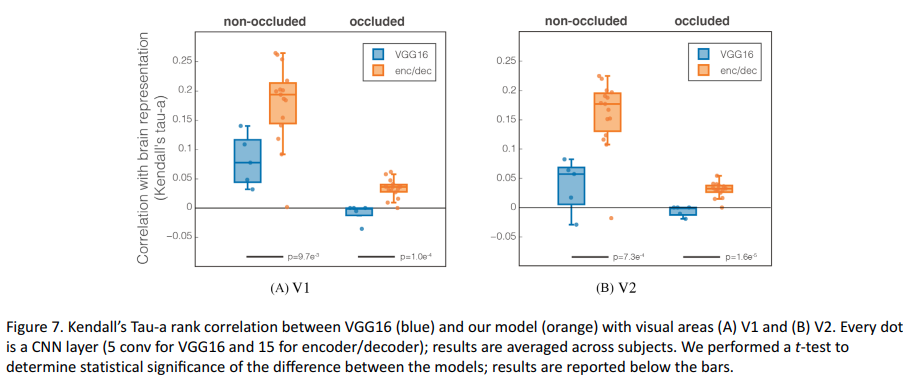 non-occluded occluded
VGG16
enc/dec
0.25
0.2
0.15
0.1
0.05
0
−0.05
Correlation with brain representation
(Kendall's tau-a)
p=9.7e-3 p=1.0e-4
(A) V1
non-occluded occluded
VGG16
enc/dec
0.25
0.2
0.15
0.1
0.05
0
−0.05
p=7.3e-4
(B) V2
Figure 7. Kendall's Tau-a rank correlation between VGG16 (blue) and our model (orange) with visual areas (A) V1 and (B) V2. Every dot
is a CNN layer (5 conv for VGG16 and 15 for encoder/decoder); results are averaged across subjects. We performed a t-test to
determine statistical significance of the difference between the models; results are reported below the bars.